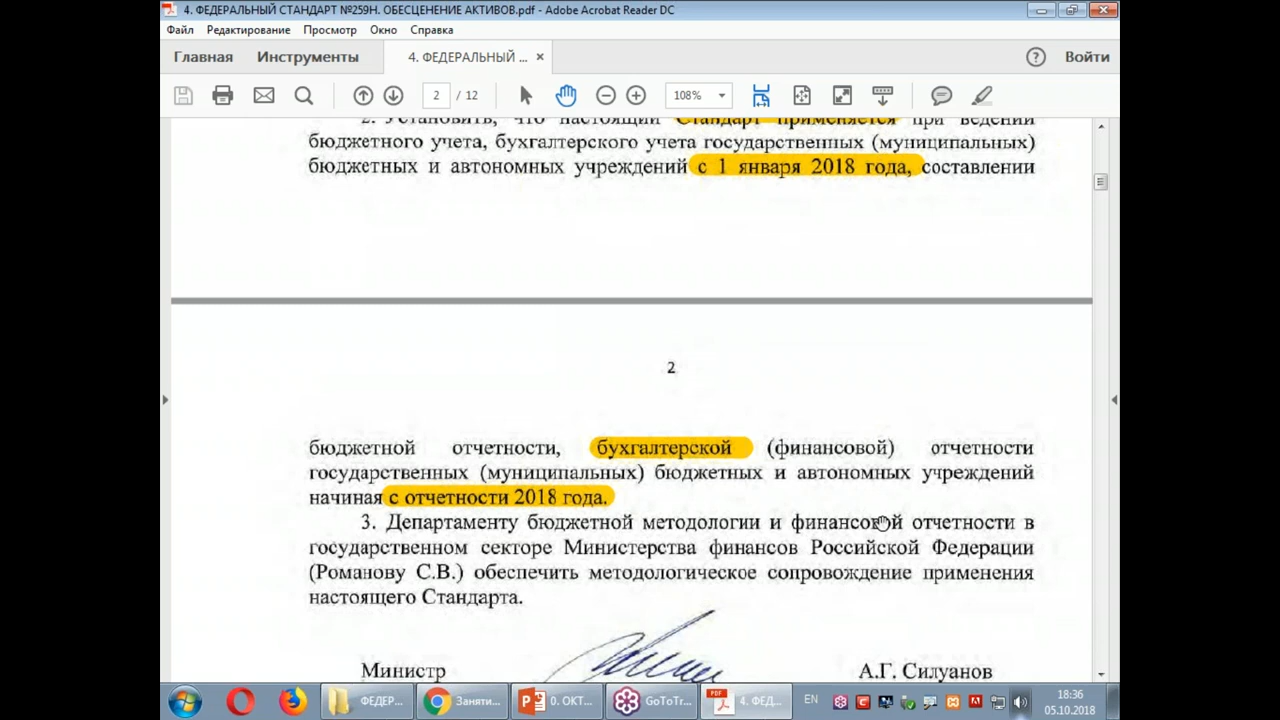 4. ФЕДЕРАЛЬНЫЙ СТАНДАРТ №259Н. ОБЕСЦЕНЕНИЕ АКТИВОВ.pdf - Adobe Acrobat Reader DC
Файл Редактирование Просмотр Окно Справка
Главная Инструменты 4. ФЕДЕРАЛЬНЫЙ ... × ? Войти
2 / 12 108%
2. Установить, что настоящий Стандарт применяется при ведении
бюджетного учета, бухгалтерского учета государственных (муниципальных)
бюджетных и автономных учреждений с 1 января 2018 года, составлении
2
бюджетной отчетности, бухгалтерской (финансовой) отчетности
государственных (муниципальных) бюджетных и автономных учреждений
начиная с отчетности 2018 года.
3. Департаменту бюджетной методологии и финансовой отчетности в
государственном секторе Министерства финансов Российской Федерации
(Романову С.В.) обеспечить методологическое сопровождение применения
настоящего Стандарта.
Министр А.Г. Силуанов
ФЕДЕР... Заняти... 0. ОКТ... GoToTr... 4. ФЕД... EN 18:36
05.10.2018